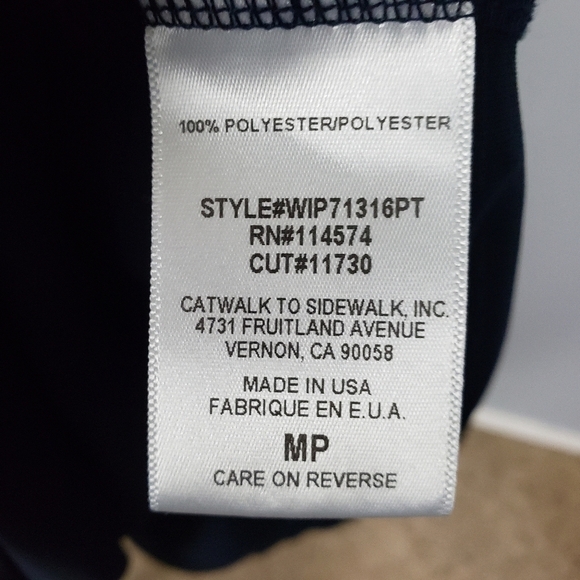 100% POLYESTER/POLYESTER
STYLE#WIP71316PT
RN#114574
CUT#11730
CATWALK TO SIDEWALK, INC.
4731 FRUITLAND AVENUE
VERNON, CA 90058
MADE IN USA
FABRIQUE EN E.U.A.
MP
CARE ON REVERSE